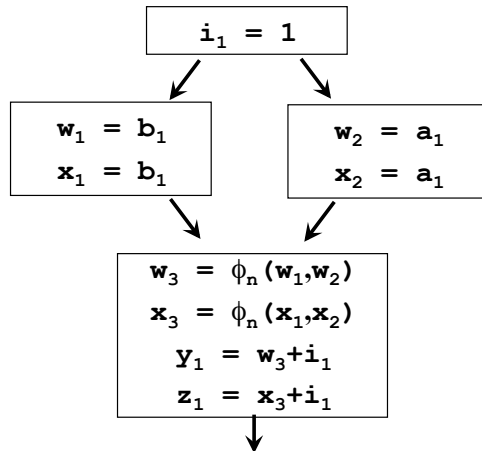 i₁ = 1
w₁ = b₁
x₁ = b₁
w₂ = a₁
x₂ = a₁
w₃ = ϕₙ(w₁,w₂)
x₃ = ϕₙ(x₁,x₂)
y₁ = w₃+i₁
z₁ = x₃+i₁